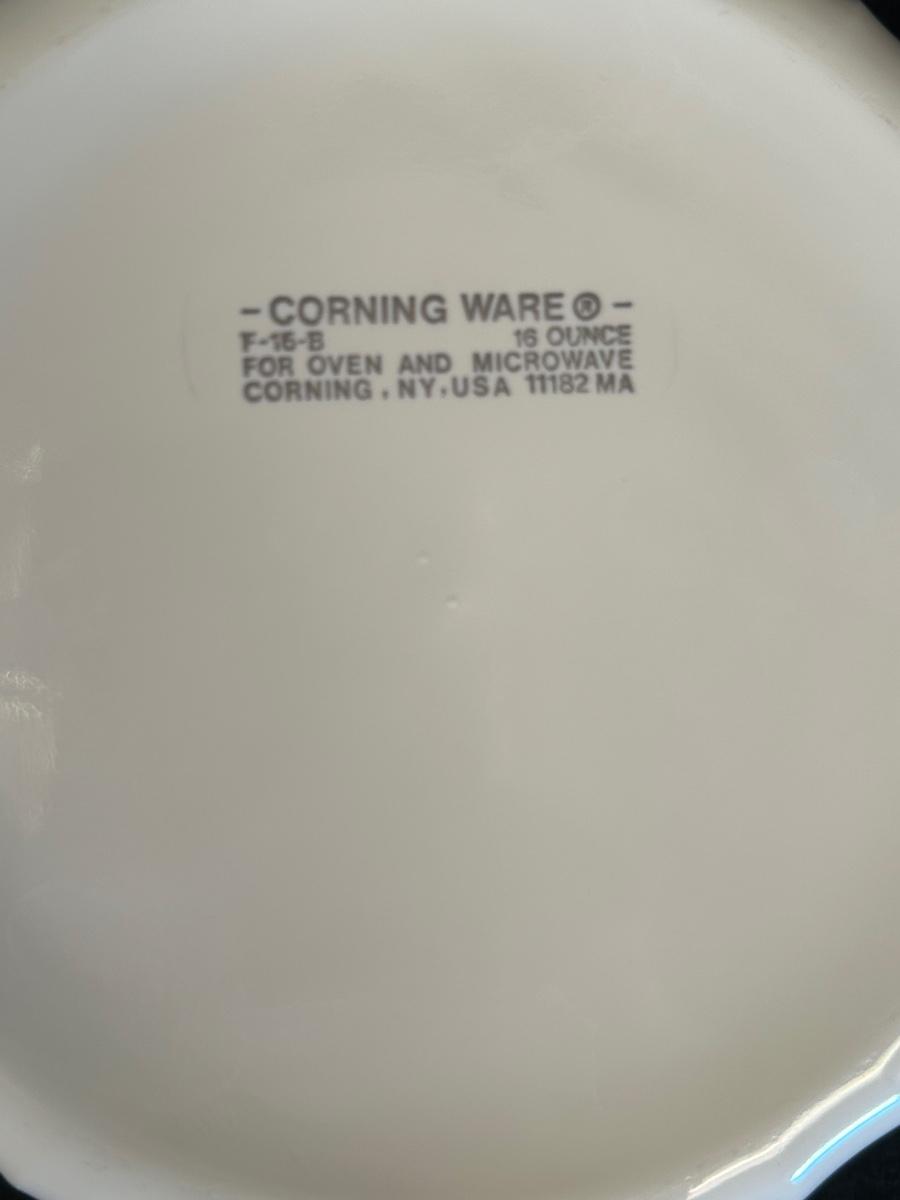 -CORNING WARE®-
F-16-B 16 OUNCE
FOR OVEN AND MICROWAVE
CORNING, NY, USA 11182 MA